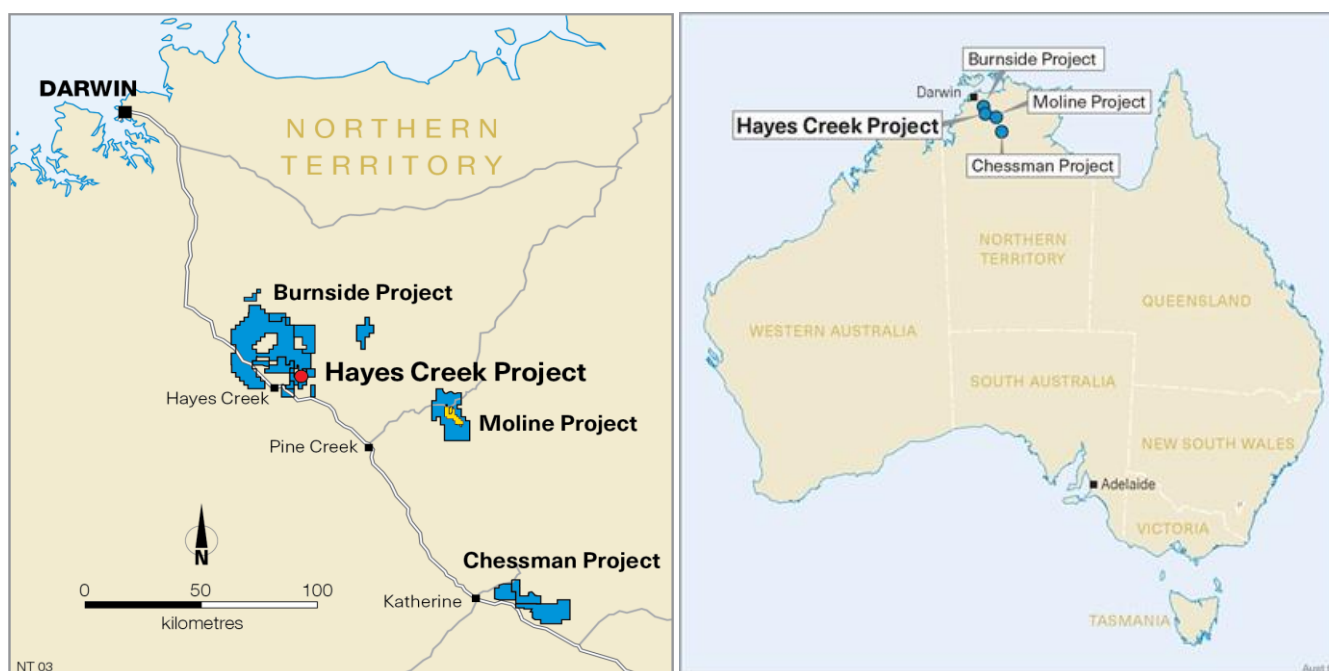 DARWIN
NORTHERN
TERRITORY
Burnside Project
Hayes Creek Project
Hayes Creek
Moline Project
Pine Creek
N
Chessman Project
0 50 100
kilometres
Katherine
NT 03
Burnside Project
Darwin
Moline Project
Hayes Creek Project
Chessman Project
NORTHERN
TERRITORY
QUEENSLAND
WESTERN AUSTRALIA
SOUTH AUSTRALIA
NEW SOUTH WALES
Adelaide
VICTORIA
TASMANIA